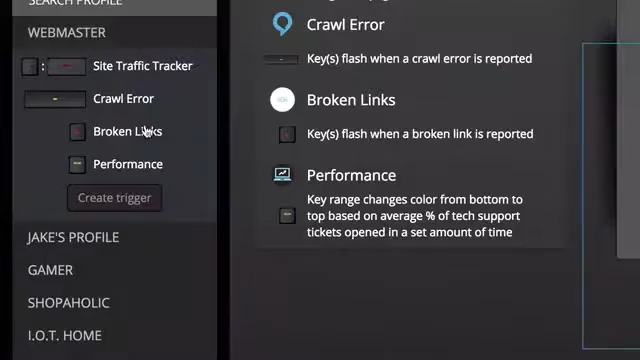 SEARCH PROFILE
WEBMASTER
: Site Traffic Tracker
Crawl Error
Broken Links
Performance
Create trigger
JAKE'S PROFILE
GAMER
SHOPAHOLIC
I.O.T. HOME
Crawl Error
Key(s) flash when a crawl error is reported
Broken Links
Key(s) flash when a broken link is reported
Performance
Key range changes color from bottom to
top based on average % of tech support
tickets opened in a set amount of time